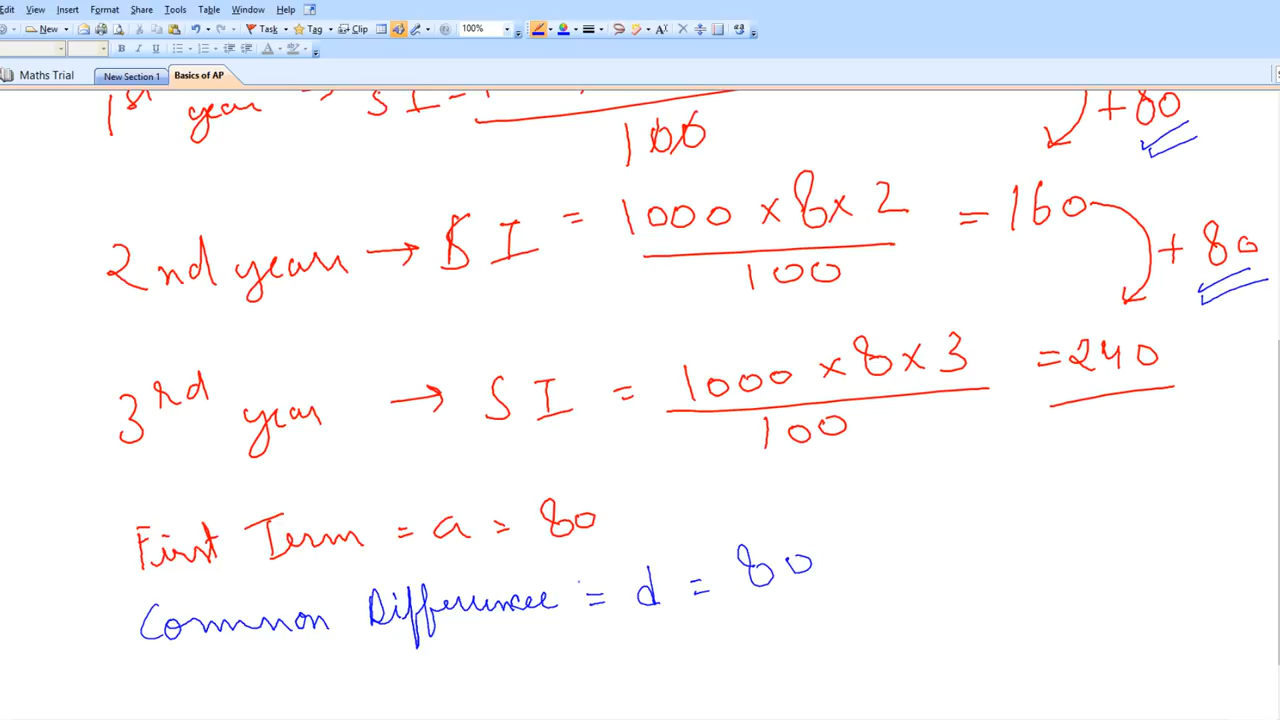 Edit View Insert Format Share Tools Table Window Help
New Task Tag Clip 100%
B I U A
Maths Trial New Section 1 Basics of AP
1st year → S I =
100
+80
2nd year → S I = 1000 × 8 × 2 = 160
100
+ 80
3rd year → S I = 1000 × 8 × 3 = 240
100
First Term = a = 80
Common Difference = d = 80